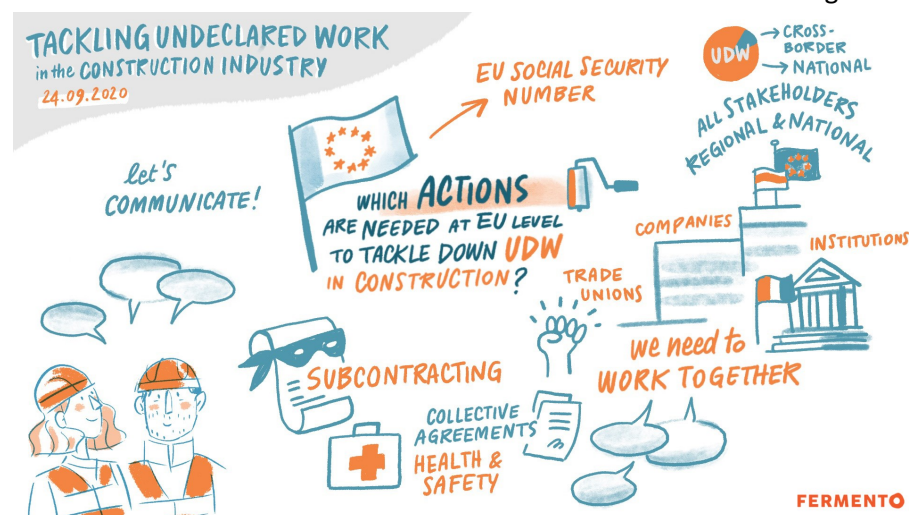 TACKLING UNDECLARED WORK
in the CONSTRUCTION INDUSTRY
24.09.2020
EU SOCIAL SECURITY
NUMBER
UDW
CROSS-
BORDER
NATIONAL
ALL STAKEHOLDERS
REGIONAL & NATIONAL
let's
COMMUNICATE!
WHICH ACTIONS
ARE NEEDED AT EU LEVEL
TO TACKLE DOWN UDW
IN CONSTRUCTION?
COMPANIES
INSTITUTIONS
TRADE
UNIONS
we need to
WORK TOGETHER
SUBCONTRACTING
COLLECTIVE
AGREEMENTS
HEALTH &
SAFETY
FERMENTO